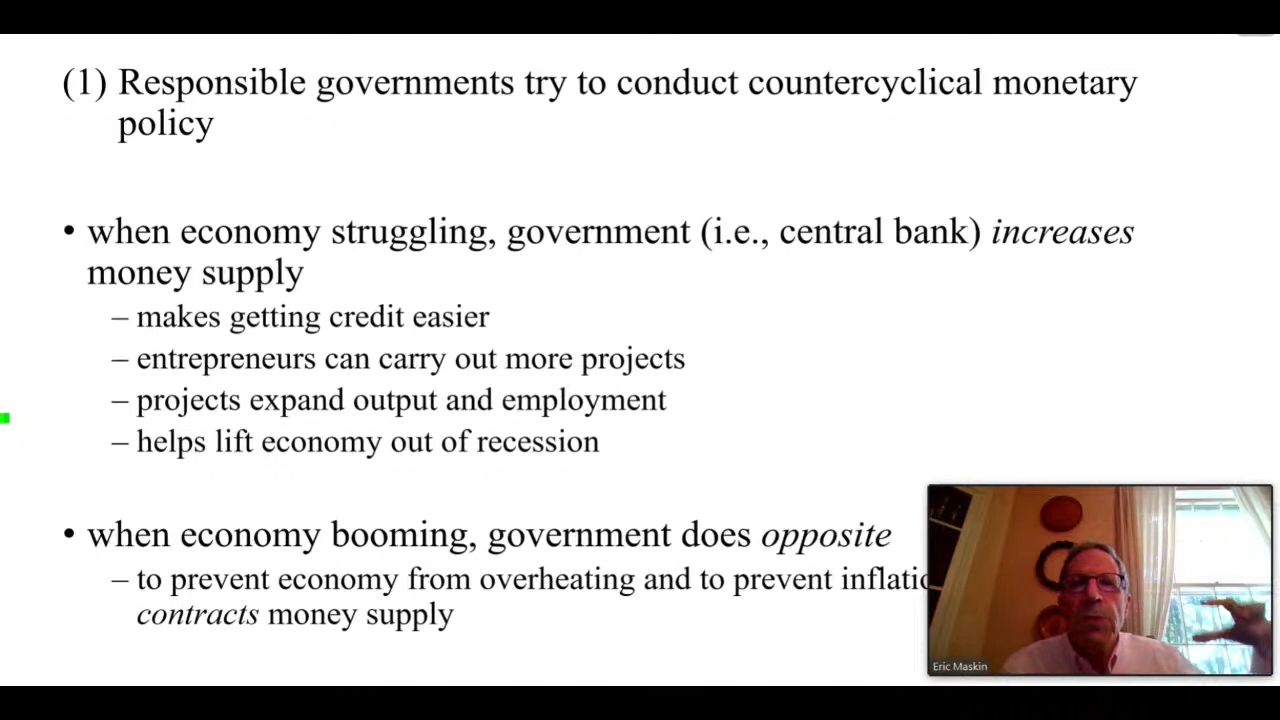 (1) Responsible governments try to conduct countercyclical monetary
policy
• when economy struggling, government (i.e., central bank) increases
money supply
– makes getting credit easier
– entrepreneurs can carry out more projects
– projects expand output and employment
– helps lift economy out of recession
• when economy booming, government does opposite
– to prevent economy from overheating and to prevent
contracts money supply
Eric Maskin